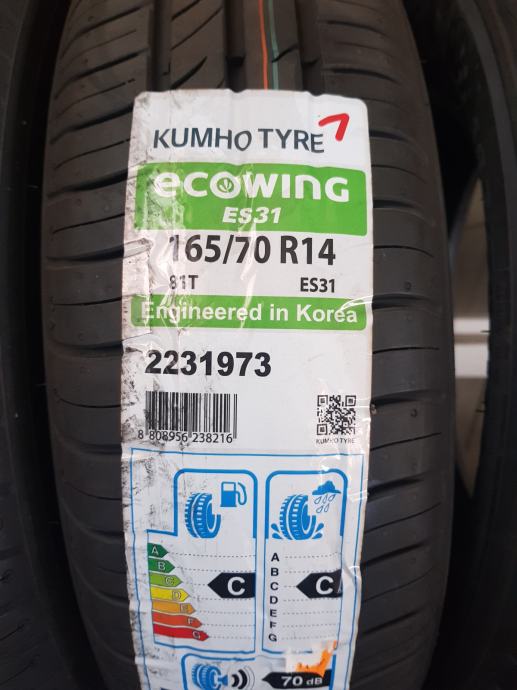 KUMHO TYRE
ecowing
ES31
165/70 R14
81T ES31
Engineered in Korea
2231973
8 808956 238216
KUMHO TYRE
A
B
C
D
E
F
G
C
A
B
C
D
E
F
G
C
70 dB